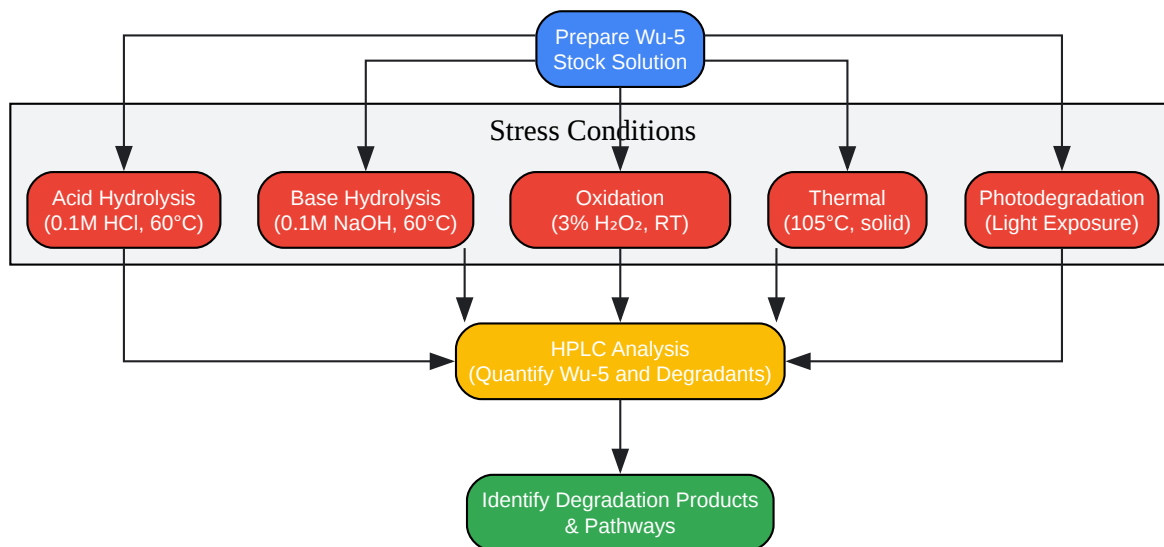 Prepare Wu-5
Stock Solution
Stress Conditions
Acid Hydrolysis
(0.1M HCl, 60°C)
Base Hydrolysis
(0.1M NaOH, 60°C)
Oxidation
(3% H₂O₂, RT)
Thermal
(105°C, solid)
Photodegradation
(Light Exposure)
HPLC Analysis
(Quantify Wu-5 and Degradants)
Identify Degradation Products
& Pathways